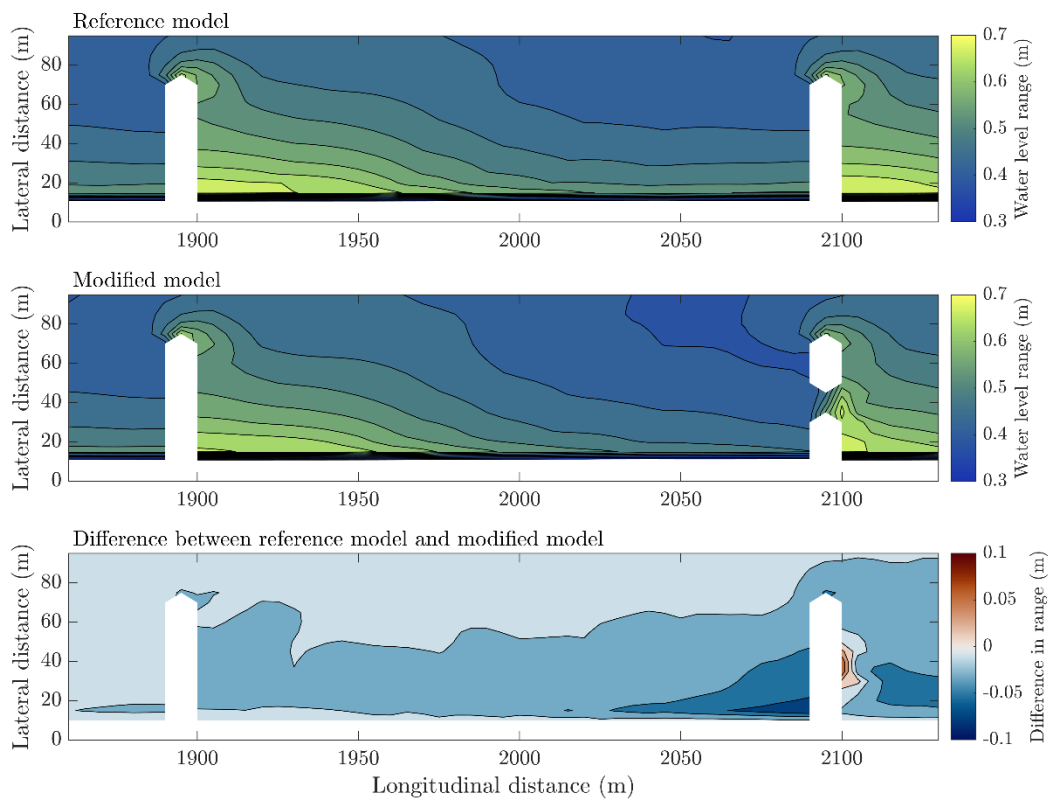 Reference model
Lateral distance (m)
80
60
40
20
0
1900 1950 2000 2050 2100
0.7
0.6
0.5
0.4
0.3
Water level range (m)
Modified model
Lateral distance (m)
80
60
40
20
0
1900 1950 2000 2050 2100
0.7
0.6
0.5
0.4
0.3
Water level range (m)
Difference between reference model and modified model
Lateral distance (m)
80
60
40
20
0
1900 1950 2000 2050 2100
Longitudinal distance (m)
0.1
0.05
0
-0.05
-0.1
Difference in range (m)